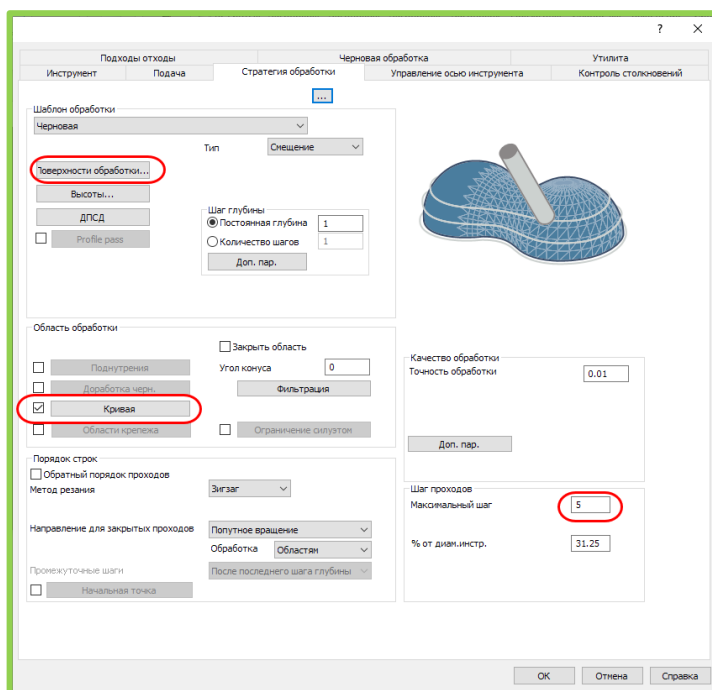 ?
Подходы отходы Черновая обработка Утилита
Инструмент Подача Стратегия обработки Управление осью инструмента Контроль столкновений
...
Шаблон обработки
Черновая
Тип Смещение
Поверхности обработки...
Высоты...
ДПСД
Profile pass
Шаг глубины
Постоянная глубина 1
Количество шагов 1
Доп. пар.
Область обработки
Закрыть область
Поднутрения Угол конуса 0
Доработка черн. Фильтрация
Кривая
Области крепежа Ограничение силуэтом
Качество обработки
Точность обработки 0.01
Доп. пар.
Порядок строк
Обратный порядок проходов
Метод резания Зигзаг
Направление для закрытых проходов Попутное вращение
Обработка Областям
Промежуточные шаги После последнего шага глубины
Начальная точка
Шаг проходов
Максимальный шаг 5
% от диам.инстр. 31.25
OK Отмена Справка